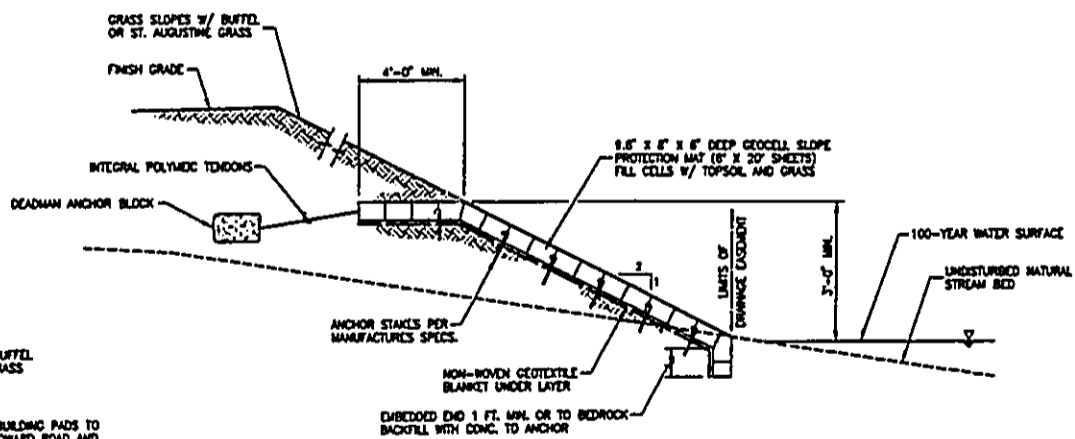 GRASS SLOPES W/ BUFFEL
OR ST. AUGUSTINE GRASS
FINISH GRADE
4'-0" MIN.
INTEGRAL POLYMEIC TENDONS
DEADMAN ANCHOR BLOCK
9.6" X 8" X 6" DEEP GEOCELL SLOPE
PROTECTION MAT (8' X 20' SHEETS)
FILL CELLS W/ TOPSOIL AND GRASS
2
1
LIMITS OF
DRAINAGE EASEMENT
3'-0" MIN.
100-YEAR WATER SURFACE
UNDISTURBED NATURAL
STREAM BED
ANCHOR STAKES PER
MANUFACTURES SPECS.
NON-WOVEN GEOTEXTILE
BLANKET UNDER LAYER
EMBEDDED END 1 FT. MIN. OR TO BEDROCK
BACKFILL WITH CONC. TO ANCHOR
BUFFEL
GRASS
BUILDING PADS TO
TOWARD ROAD AND